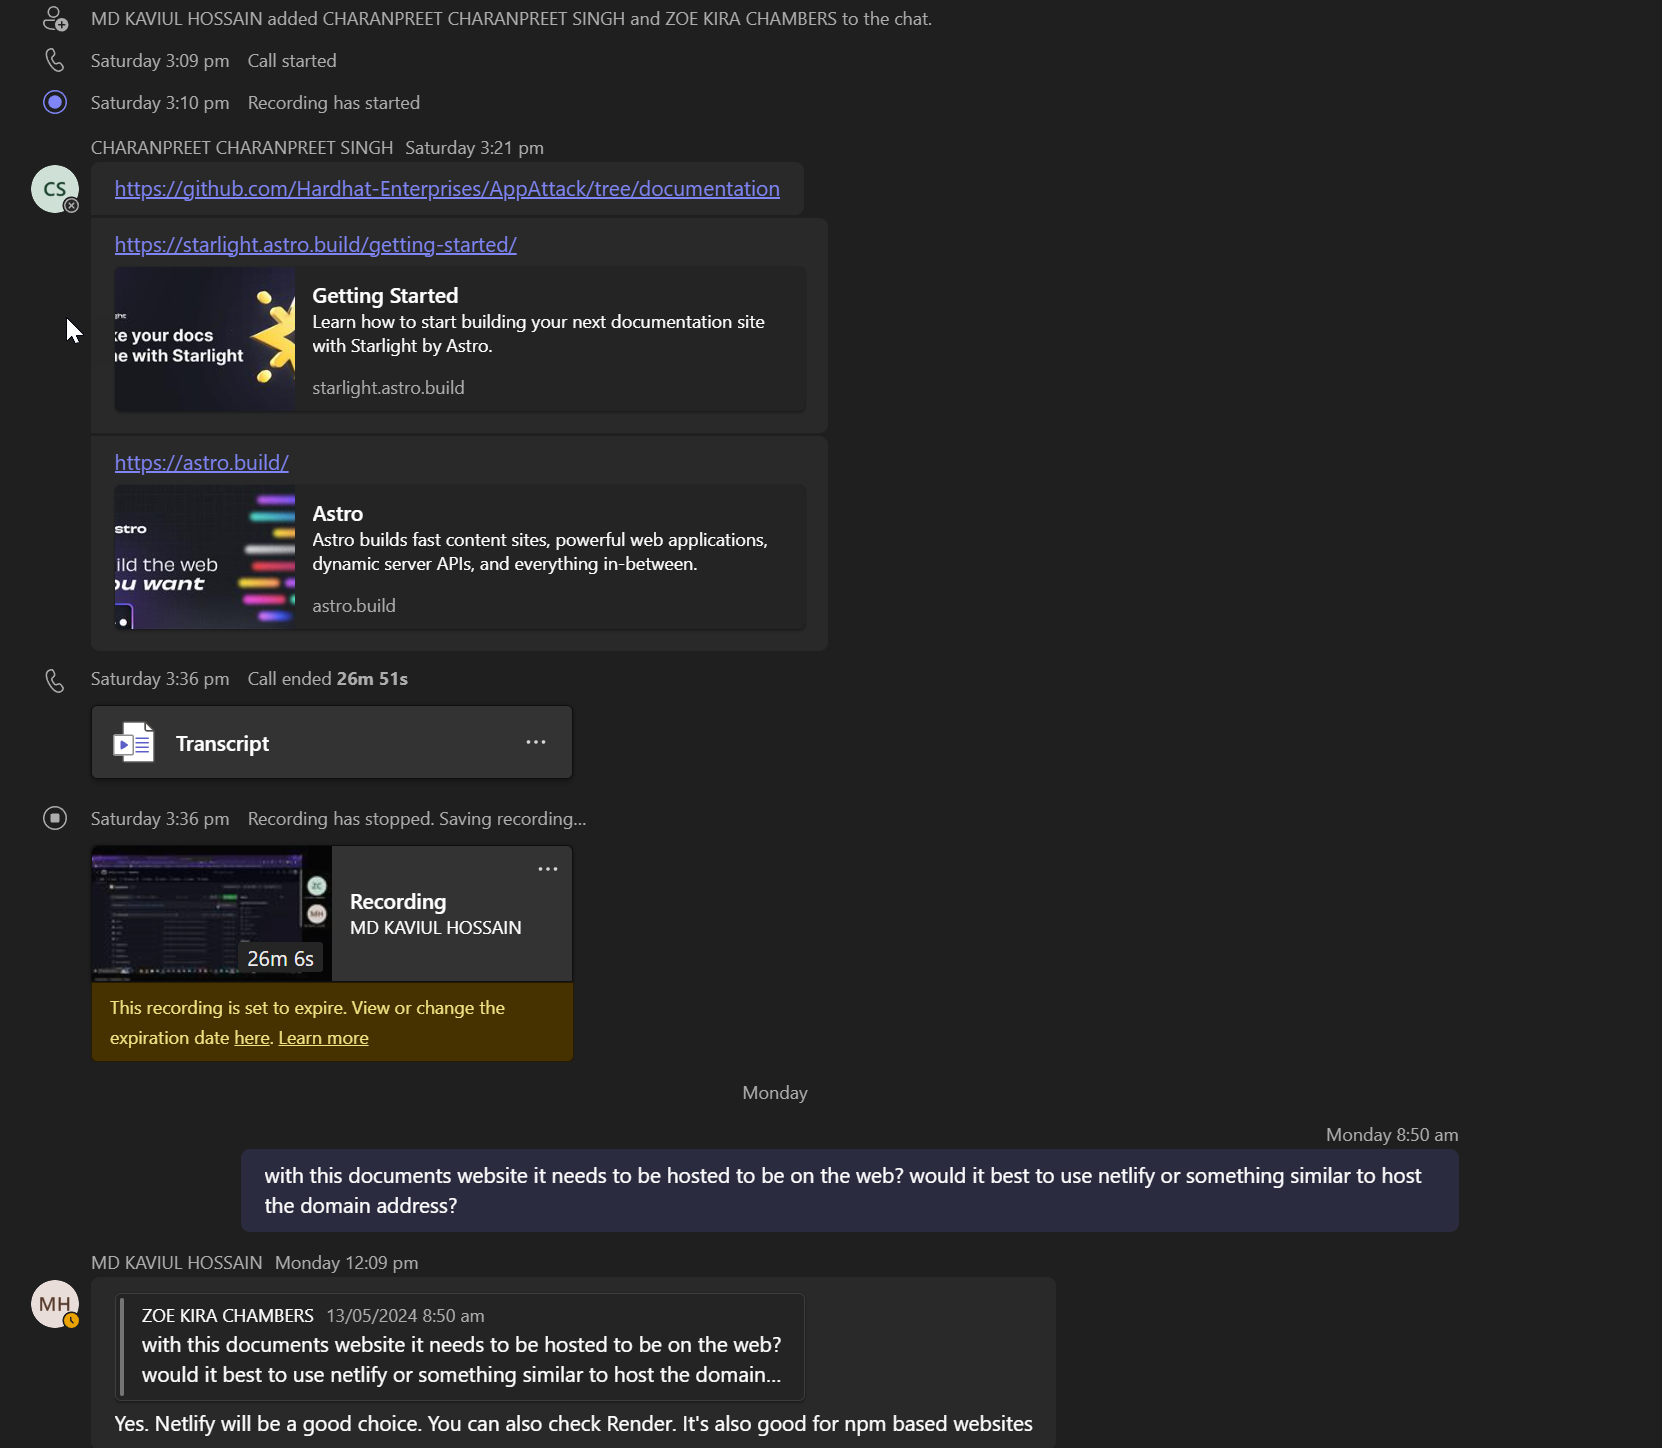 MD KAVIUL HOSSAIN added CHARANPREET CHARANPREET SINGH and ZOE KIRA CHAMBERS to the chat.
Saturday 3:09 pm Call started
Saturday 3:10 pm Recording has started
CHARANPREET CHARANPREET SINGH Saturday 3:21 pm
CS
https://github.com/Hardhat-Enterprises/AppAttack/tree/documentation
https://starlight.astro.build/getting-started/
ght
ke your docs
ne with Starlight
Getting Started
Learn how to start building your next documentation site
with Starlight by Astro.
starlight.astro.build
https://astro.build/
stro
ild the web
ou want
Astro
Astro builds fast content sites, powerful web applications,
dynamic server APIs, and everything in-between.
astro.build
Saturday 3:36 pm Call ended 26m 51s
Transcript
Saturday 3:36 pm Recording has stopped. Saving recording...
ZC
MH
26m 6s
Recording
MD KAVIUL HOSSAIN
This recording is set to expire. View or change the
expiration date here. Learn more
Monday
Monday 8:50 am
with this documents website it needs to be hosted to be on the web? would it best to use netlify or something similar to host
the domain address?
MD KAVIUL HOSSAIN Monday 12:09 pm
MH
ZOE KIRA CHAMBERS 13/05/2024 8:50 am
with this documents website it needs to be hosted to be on the web?
would it best to use netlify or something similar to host the domain...
Yes. Netlify will be a good choice. You can also check Render. It's also good for npm based websites